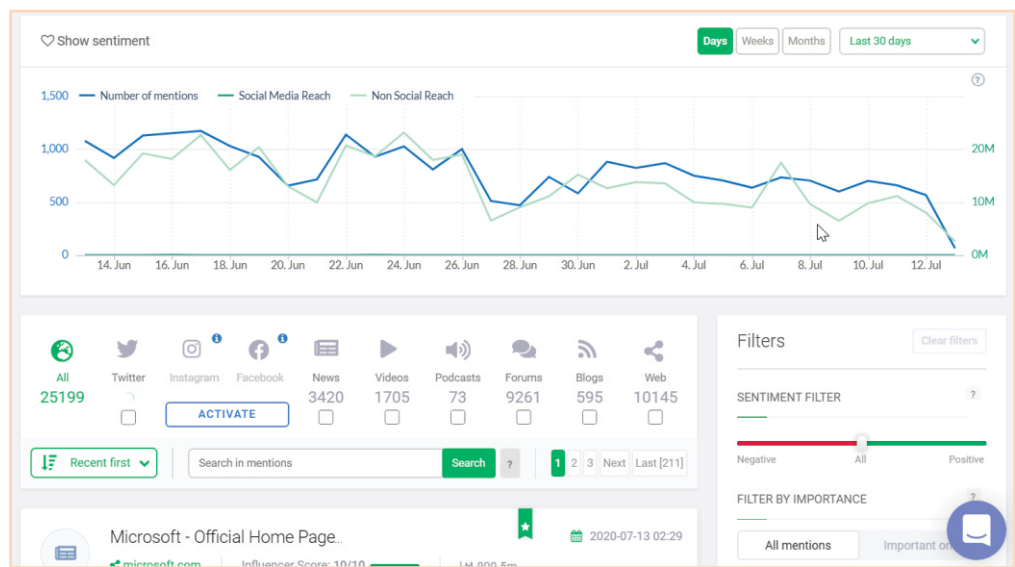 Show sentiment
Days Weeks Months Last 30 days
?
1,500 Number of mentions Social Media Reach Non Social Reach
1,000 20M
500 10M
0 0M
14. Jun 16. Jun 18. Jun 20. Jun 22. Jun 24. Jun 26. Jun 28. Jun 30. Jun 2. Jul 4. Jul 6. Jul 8. Jul 10. Jul 12. Jul
All Twitter Instagram Facebook News Videos Podcasts Forums Blogs Web
25199 3420 1705 73 9261 595 10145
ACTIVATE
Recent first Search in mentions Search ? 1 2 3 Next Last [211]
Microsoft - Official Home Page...
2020-07-13 02:29
microsoft.com Influencer Score: 10/10
Filters Clear filters
SENTIMENT FILTER ?
Negative All Positive
FILTER BY IMPORTANCE ?
All mentions Important